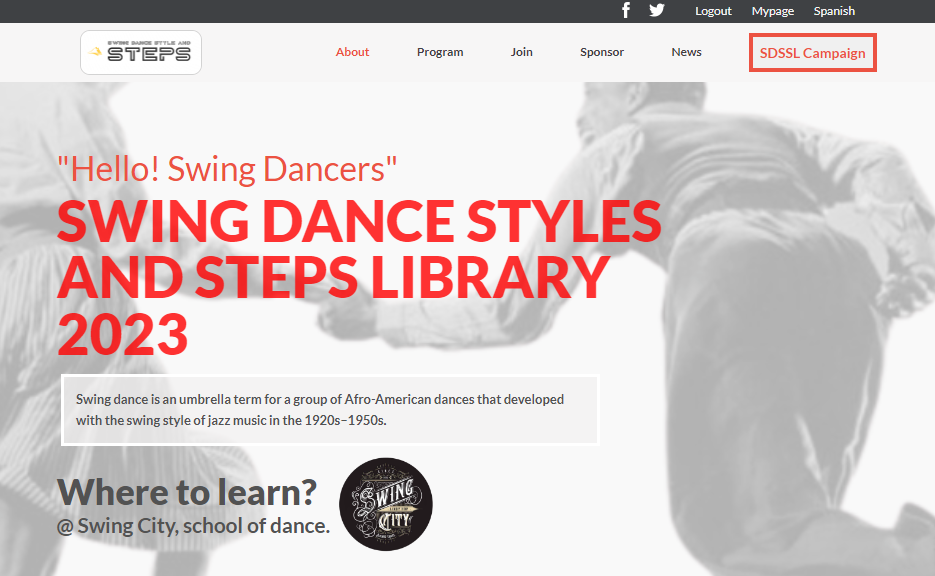 Logout Mypage Spanish
SWING DANCE STYLE AND
STEPS
About Program Join Sponsor News SDSSL Campaign
"Hello! Swing Dancers"
SWING DANCE STYLES
AND STEPS LIBRARY
2023
Swing dance is an umbrella term for a group of Afro-American dances that developed
with the swing style of jazz music in the 1920s–1950s.
Where to learn?
@ Swing City, school of dance.
SWING
CITY